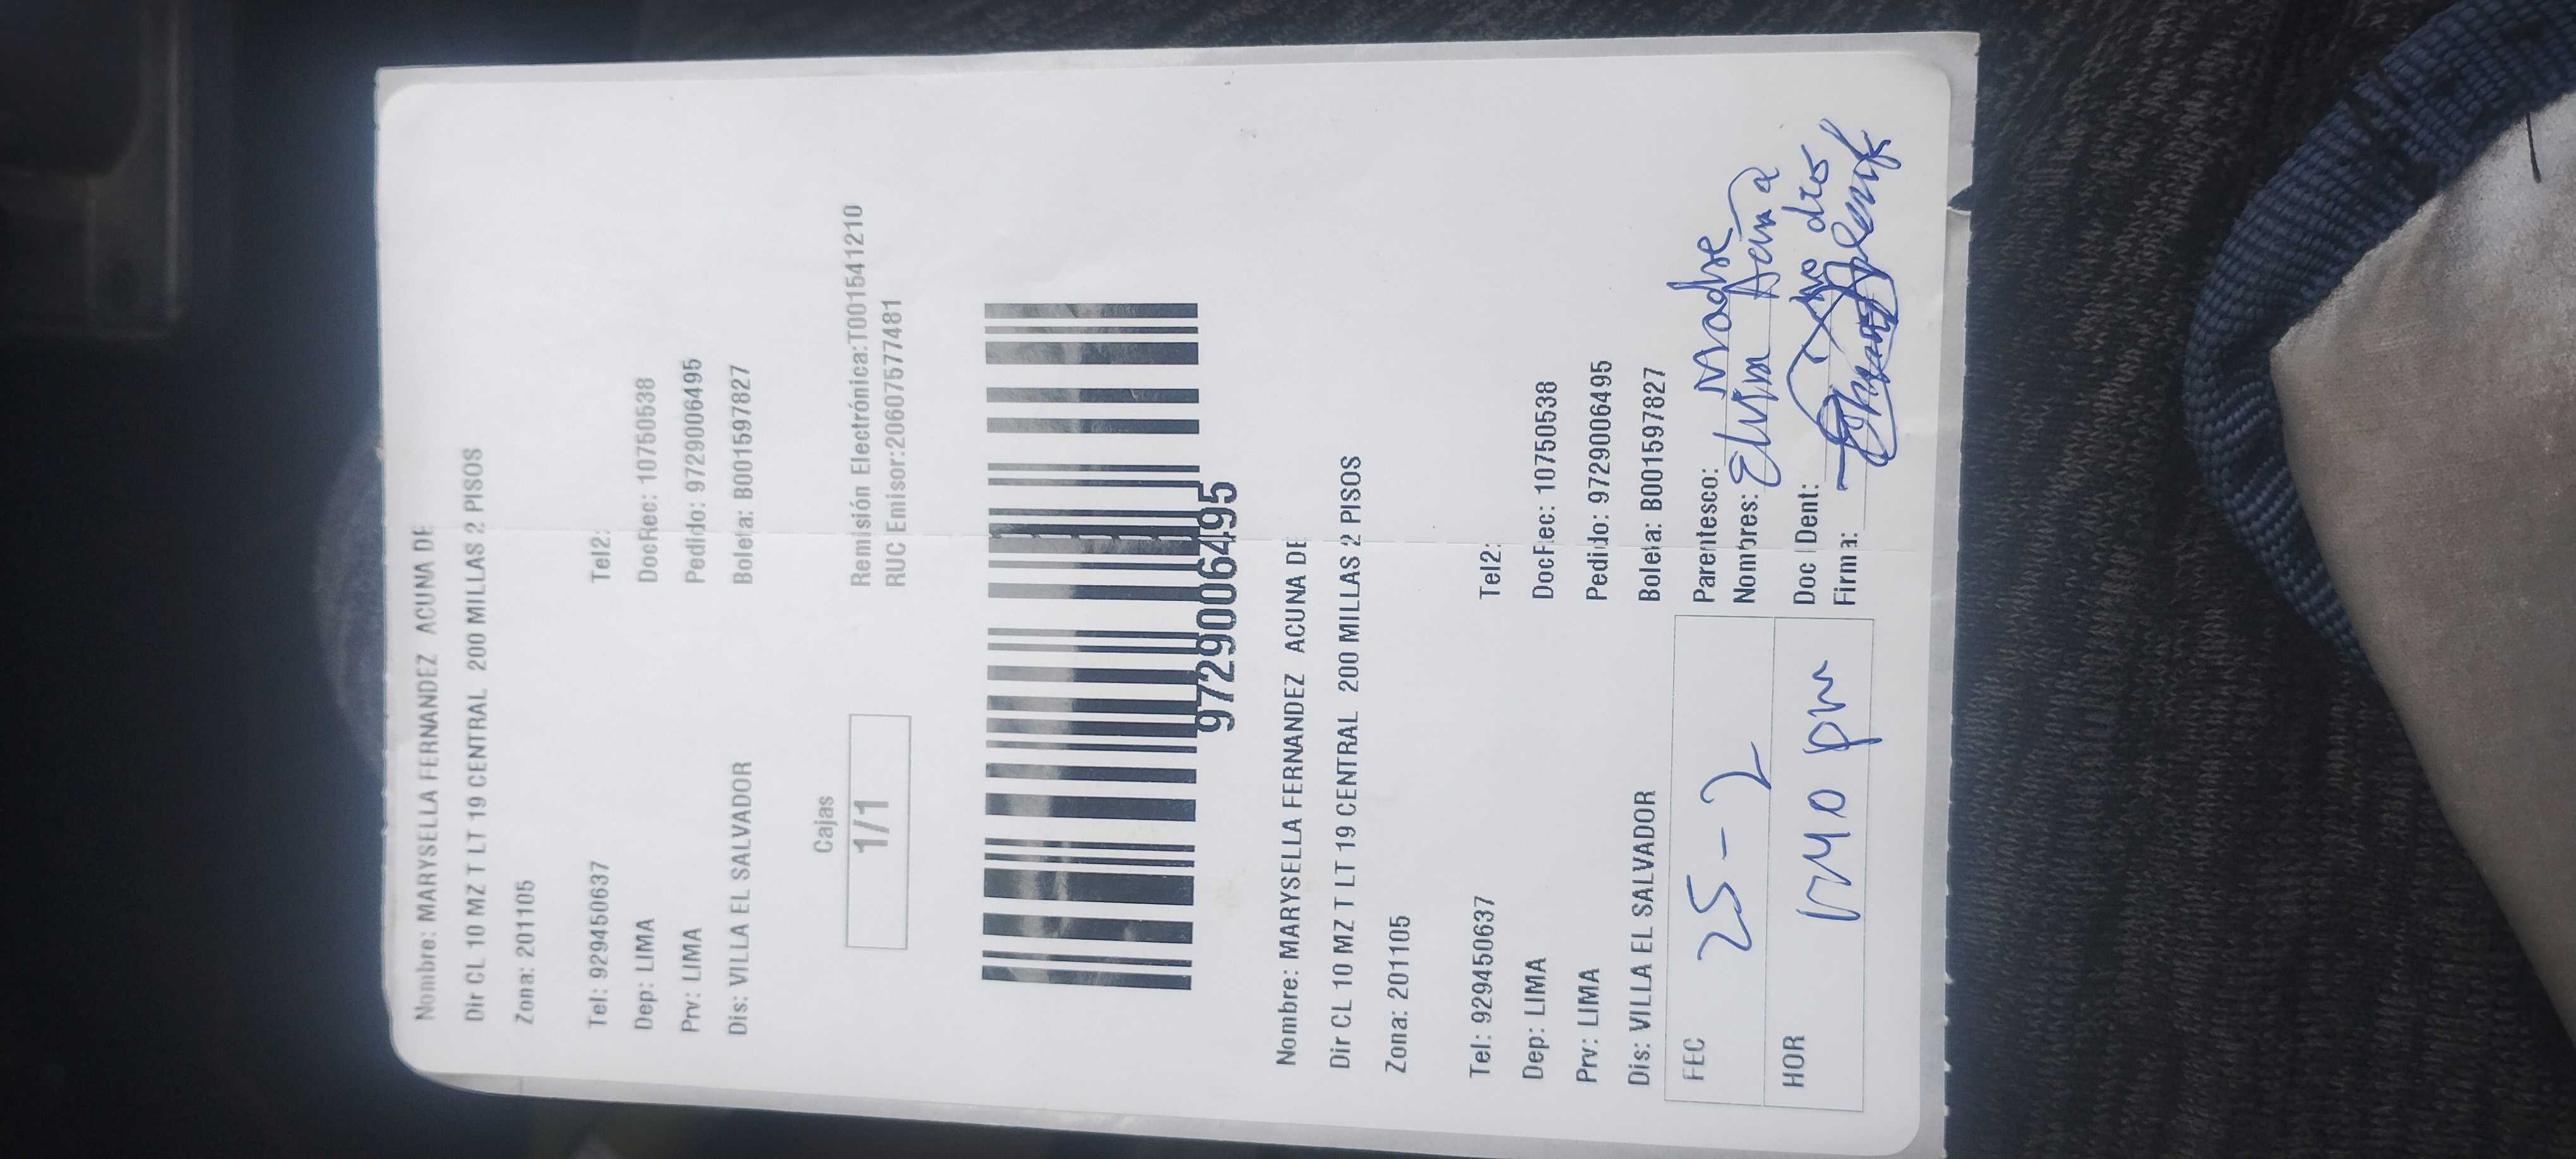 Nombre: MARYSELLA FERNANDEZ ACUNA DE
Dir CL 10 MZ T LT 19 CENTRAL 200 MILLAS 2 PISOS
Zona: 201105
Tel: 929450637 Tel2:
Dep: LIMA DocRec: 10750538
Prv: LIMA Pedido: 9729006495
Dis: VILLA EL SALVADOR Boleta: B001597827
Cajas
1/1
Remisión Electrónica:T001541210
RUC Emisor:20607577481
9729006495
Nombre: MARYSELLA FERNANDEZ ACUNA DE
Dir CL 10 MZ T LT 19 CENTRAL 200 MILLAS 2 PISOS
Zona: 201105
Tel: 929450637 Tel2:
Dep: LIMA DocRec: 10750538
Prv: LIMA Pedido: 9729006495
Dis: VILLA EL SALVADOR Boleta: B001597827
FEC 25-2
HOR pm
Parentesco: Madre
Nombres: Elvira
Doc Ident: no
Firma: